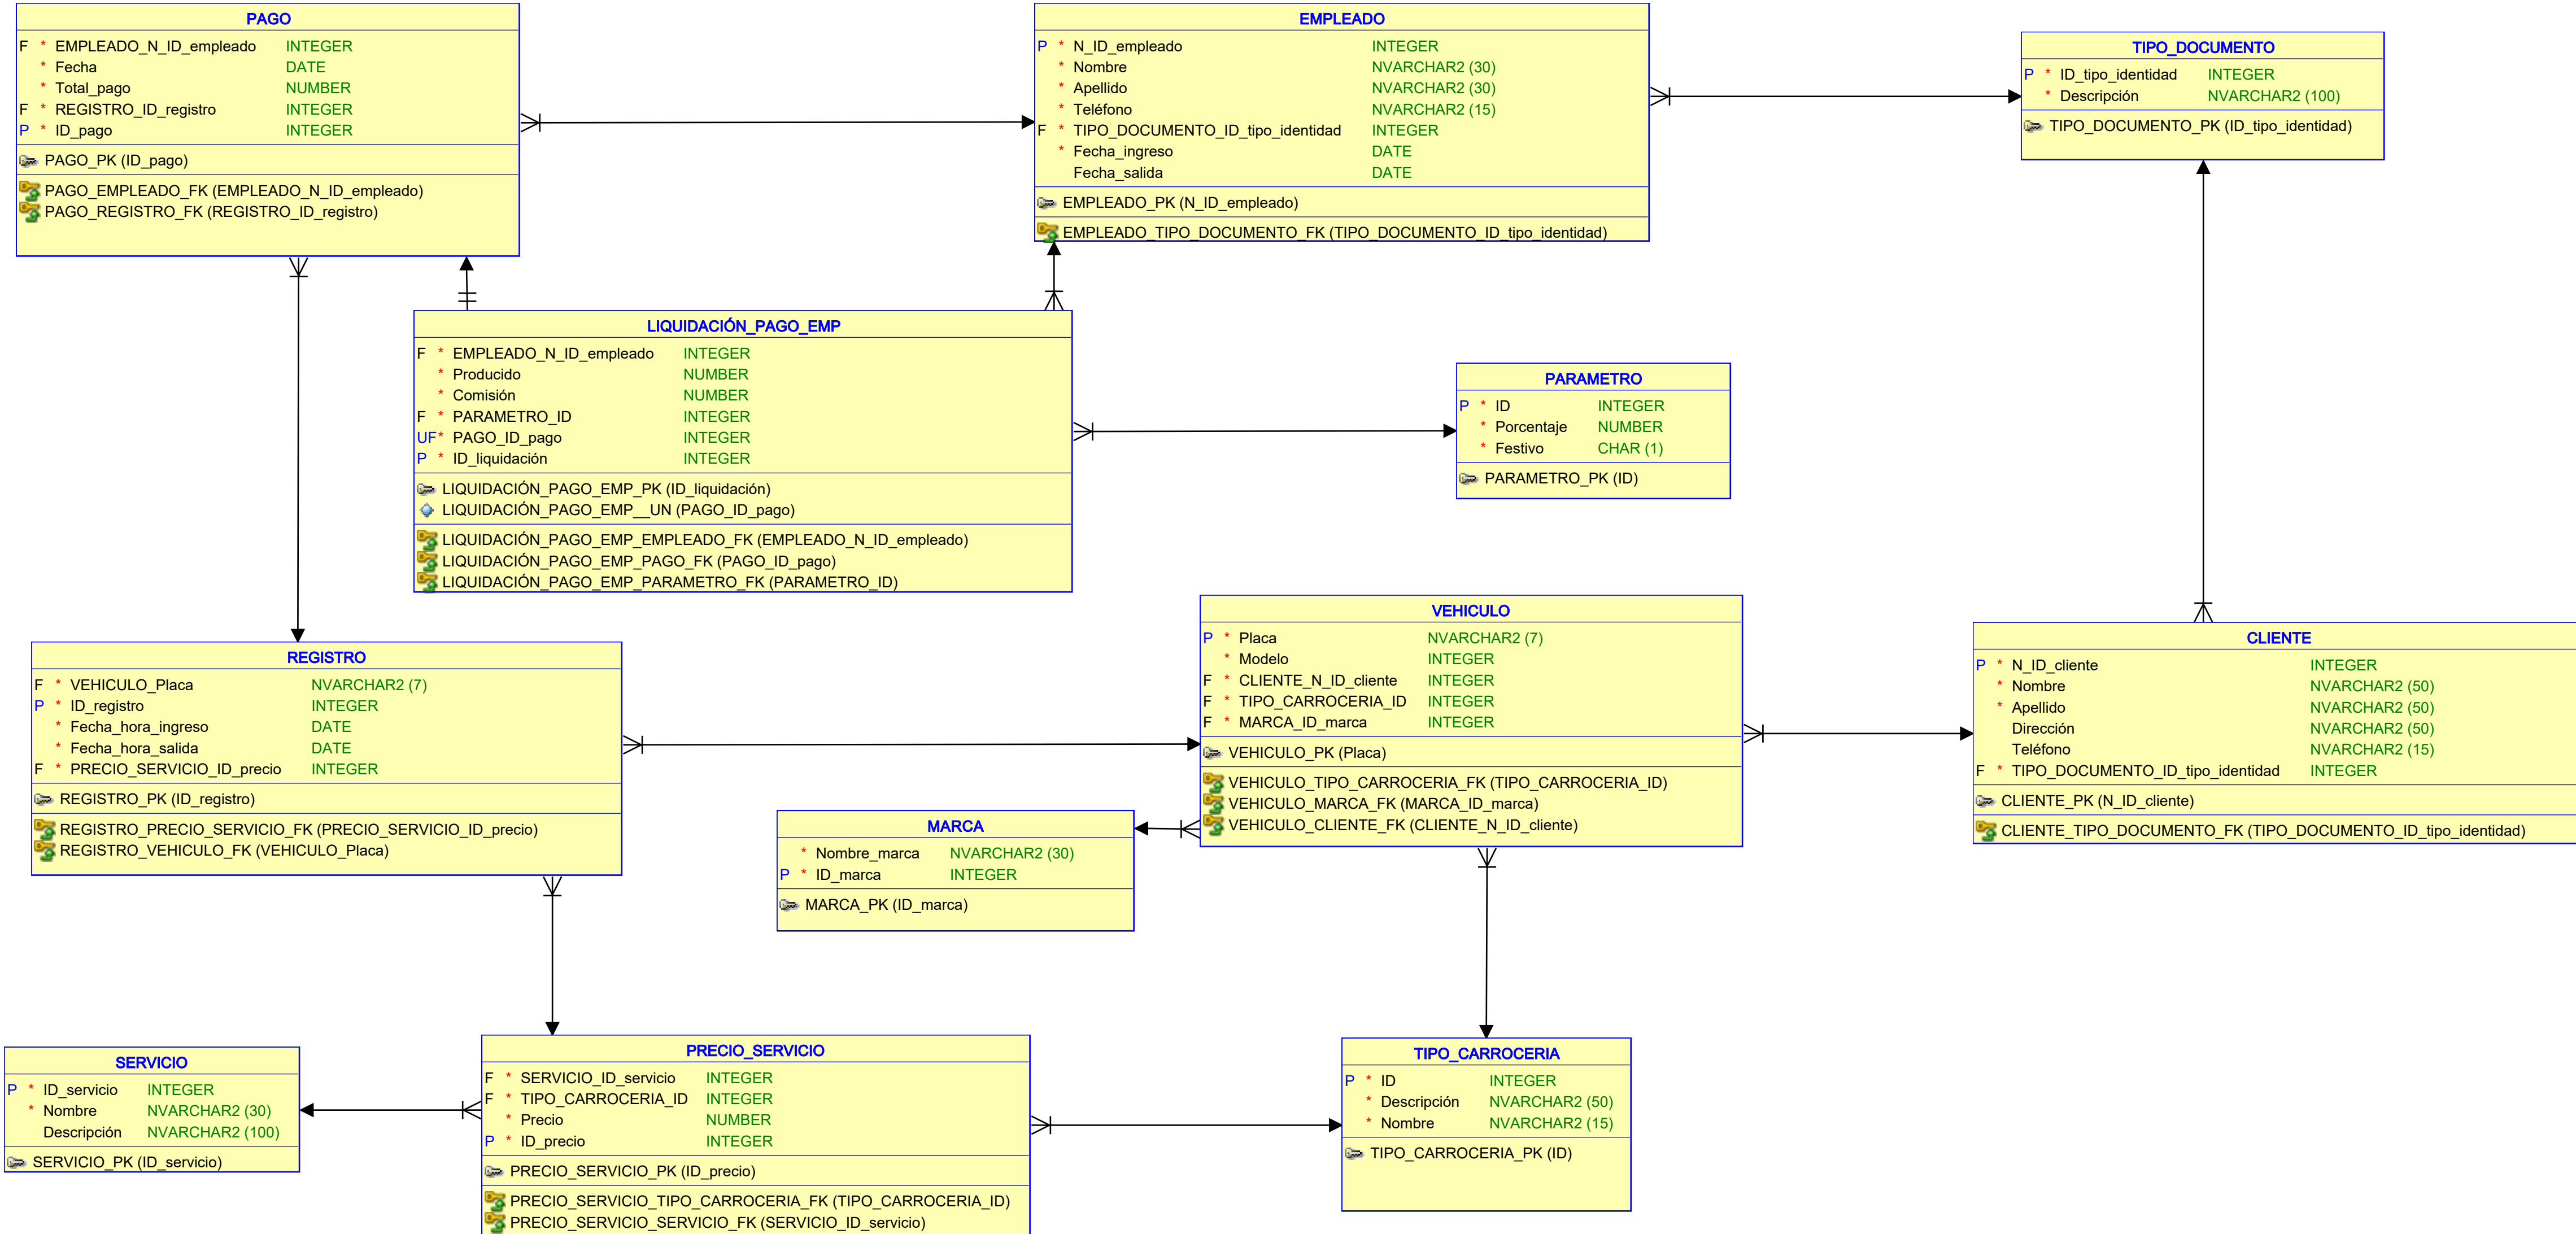 PAGO
F * EMPLEADO_N_ID_empleado INTEGER
* Fecha DATE
* Total_pago NUMBER
F * REGISTRO_ID_registro INTEGER
P * ID_pago INTEGER
PAGO_PK (ID_pago)
PAGO_EMPLEADO_FK (EMPLEADO_N_ID_empleado)
PAGO_REGISTRO_FK (REGISTRO_ID_registro)
EMPLEADO
P * N_ID_empleado INTEGER
* Nombre NVARCHAR2 (30)
* Apellido NVARCHAR2 (30)
* Teléfono NVARCHAR2 (15)
F * TIPO_DOCUMENTO_ID_tipo_identidad INTEGER
* Fecha_ingreso DATE
Fecha_salida DATE
EMPLEADO_PK (N_ID_empleado)
EMPLEADO_TIPO_DOCUMENTO_FK (TIPO_DOCUMENTO_ID_tipo_identidad)
TIPO_DOCUMENTO
P * ID_tipo_identidad INTEGER
* Descripción NVARCHAR2 (100)
TIPO_DOCUMENTO_PK (ID_tipo_identidad)
LIQUIDACIÓN_PAGO_EMP
F * EMPLEADO_N_ID_empleado INTEGER
* Producido NUMBER
* Comisión NUMBER
F * PARAMETRO_ID INTEGER
UF* PAGO_ID_pago INTEGER
P * ID_liquidación INTEGER
LIQUIDACIÓN_PAGO_EMP_PK (ID_liquidación)
LIQUIDACIÓN_PAGO_EMP__UN (PAGO_ID_pago)
LIQUIDACIÓN_PAGO_EMP_EMPLEADO_FK (EMPLEADO_N_ID_empleado)
LIQUIDACIÓN_PAGO_EMP_PAGO_FK (PAGO_ID_pago)
LIQUIDACIÓN_PAGO_EMP_PARAMETRO_FK (PARAMETRO_ID)
PARAMETRO
P * ID INTEGER
* Porcentaje NUMBER
* Festivo CHAR (1)
PARAMETRO_PK (ID)
REGISTRO
F * VEHICULO_Placa NVARCHAR2 (7)
P * ID_registro INTEGER
* Fecha_hora_ingreso DATE
* Fecha_hora_salida DATE
F * PRECIO_SERVICIO_ID_precio INTEGER
REGISTRO_PK (ID_registro)
REGISTRO_PRECIO_SERVICIO_FK (PRECIO_SERVICIO_ID_precio)
REGISTRO_VEHICULO_FK (VEHICULO_Placa)
VEHICULO
P * Placa NVARCHAR2 (7)
* Modelo INTEGER
F * CLIENTE_N_ID_cliente INTEGER
F * TIPO_CARROCERIA_ID INTEGER
F * MARCA_ID_marca INTEGER
VEHICULO_PK (Placa)
VEHICULO_TIPO_CARROCERIA_FK (TIPO_CARROCERIA_ID)
VEHICULO_MARCA_FK (MARCA_ID_marca)
VEHICULO_CLIENTE_FK (CLIENTE_N_ID_cliente)
CLIENTE
P * N_ID_cliente INTEGER
* Nombre NVARCHAR2 (50)
* Apellido NVARCHAR2 (50)
Dirección NVARCHAR2 (50)
Teléfono NVARCHAR2 (15)
F * TIPO_DOCUMENTO_ID_tipo_identidad INTEGER
CLIENTE_PK (N_ID_cliente)
CLIENTE_TIPO_DOCUMENTO_FK (TIPO_DOCUMENTO_ID_tipo_identidad)
MARCA
* Nombre_marca NVARCHAR2 (30)
P * ID_marca INTEGER
MARCA_PK (ID_marca)
SERVICIO
P * ID_servicio INTEGER
* Nombre NVARCHAR2 (30)
Descripción NVARCHAR2 (100)
SERVICIO_PK (ID_servicio)
PRECIO_SERVICIO
F * SERVICIO_ID_servicio INTEGER
F * TIPO_CARROCERIA_ID INTEGER
* Precio NUMBER
P * ID_precio INTEGER
PRECIO_SERVICIO_PK (ID_precio)
PRECIO_SERVICIO_TIPO_CARROCERIA_FK (TIPO_CARROCERIA_ID)
PRECIO_SERVICIO_SERVICIO_FK (SERVICIO_ID_servicio)
TIPO_CARROCERIA
P * ID INTEGER
* Descripción NVARCHAR2 (50)
* Nombre NVARCHAR2 (15)
TIPO_CARROCERIA_PK (ID)